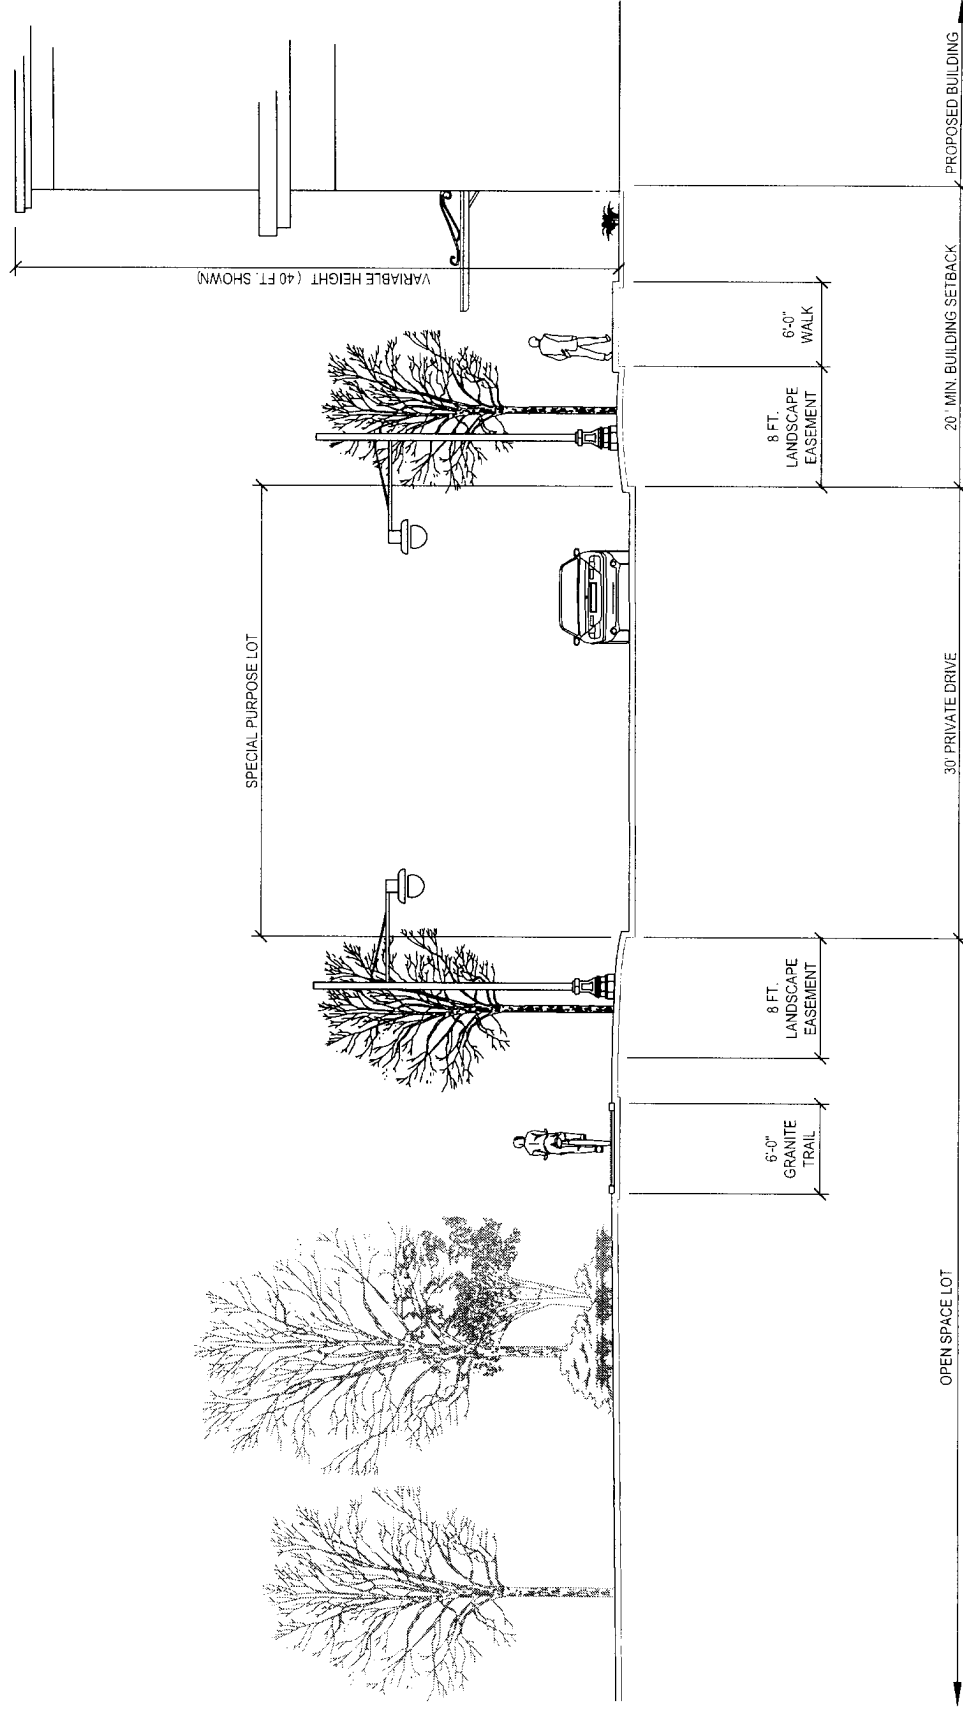 VARIABLE HEIGHT ( 40 FT. SHOWN)
SPECIAL PURPOSE LOT
6'-0"
GRANITE
TRAIL
8 FT.
LANDSCAPE
EASEMENT
8 FT.
LANDSCAPE
EASEMENT
6'-0"
WALK
OPEN SPACE LOT
30' PRIVATE DRIVE
20 ' MIN. BUILDING SETBACK
PROPOSED BUILDING